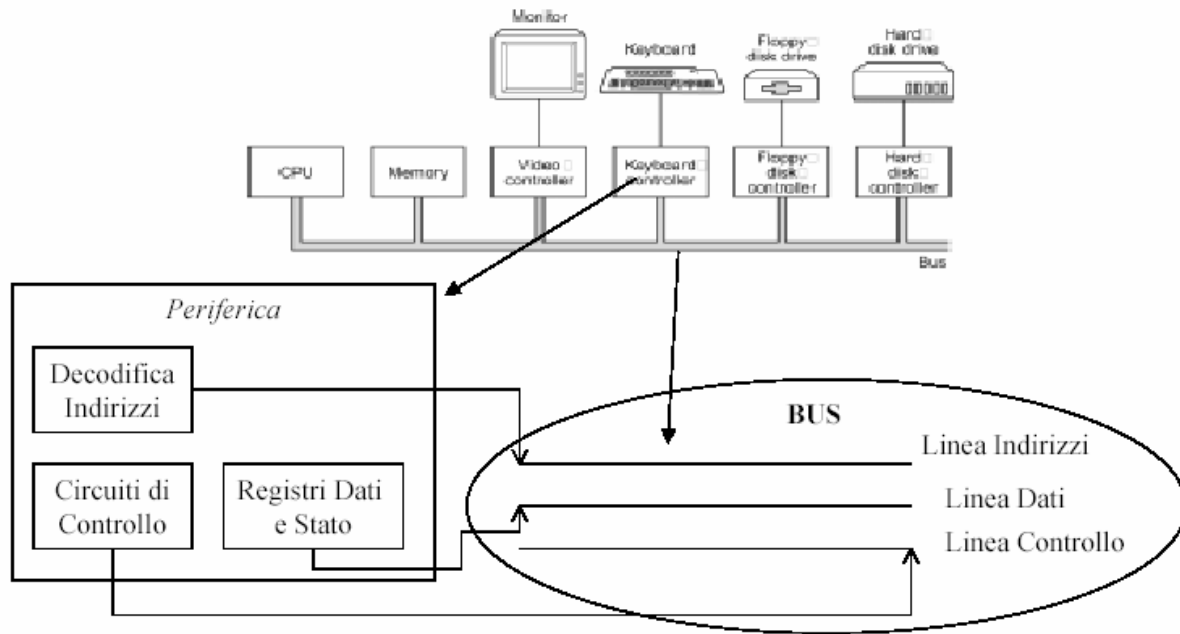 Monitor
Keyboard
Floppy
disk drive
Hard
disk drive
CPU
Memory
Video
controller
Keyboard
controller
Floppy
disk
controller
Hard
disk
controller
Bus
Periferica
Decodifica
Indirizzi
Circuiti di
Controllo
Registri Dati
e Stato
BUS
Linea Indirizzi
Linea Dati
Linea Controllo